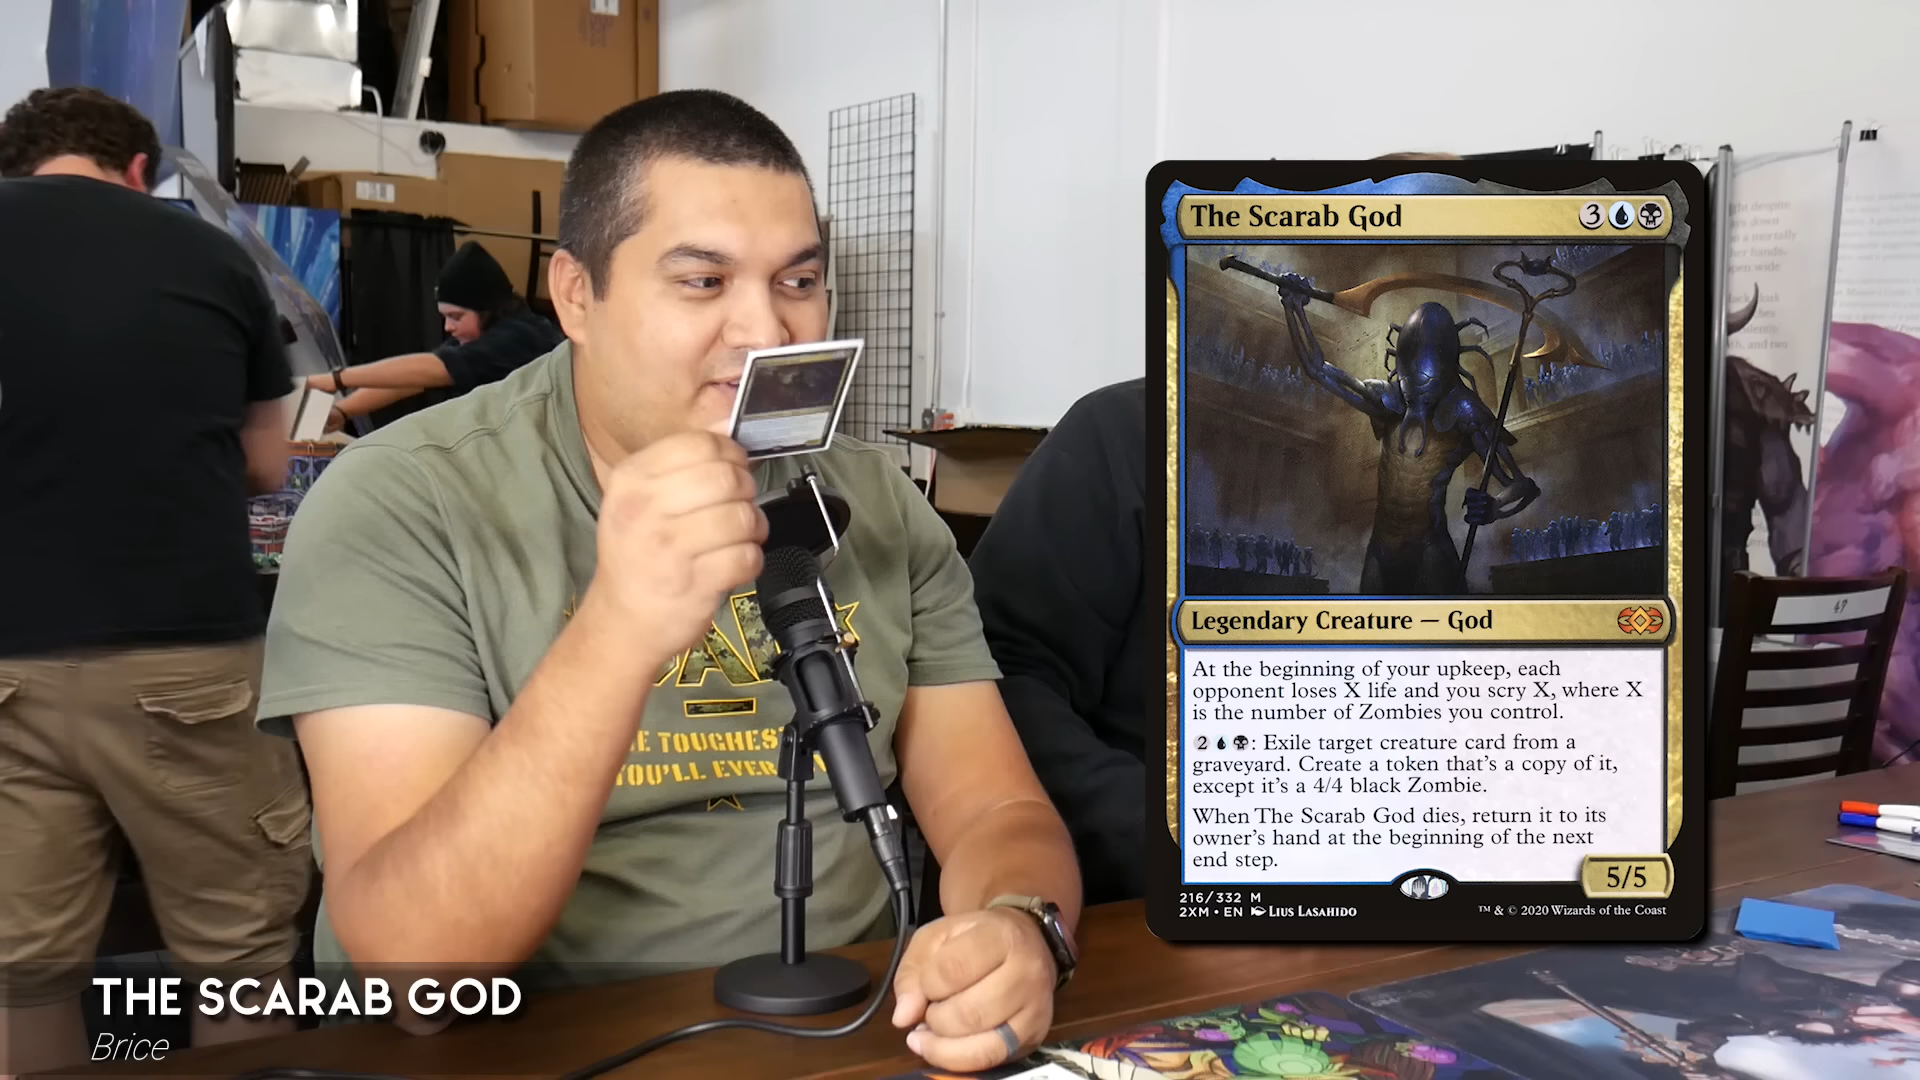 The Scarab God 3
Legendary Creature — God
At the beginning of your upkeep, each
opponent loses X life and you scry X, where X
is the number of Zombies you control.
2: Exile target creature card from a
graveyard. Create a token that's a copy of it,
except it's a 4/4 black Zombie.
When The Scarab God dies, return it to its
owner's hand at the beginning of the next
end step.
5/5
216/332 M
2XM • EN Lius Lasahido
™ & © 2020 Wizards of the Coast
TOUGHES
YOU'LL EVER
49
THE SCARAB GOD
Brice